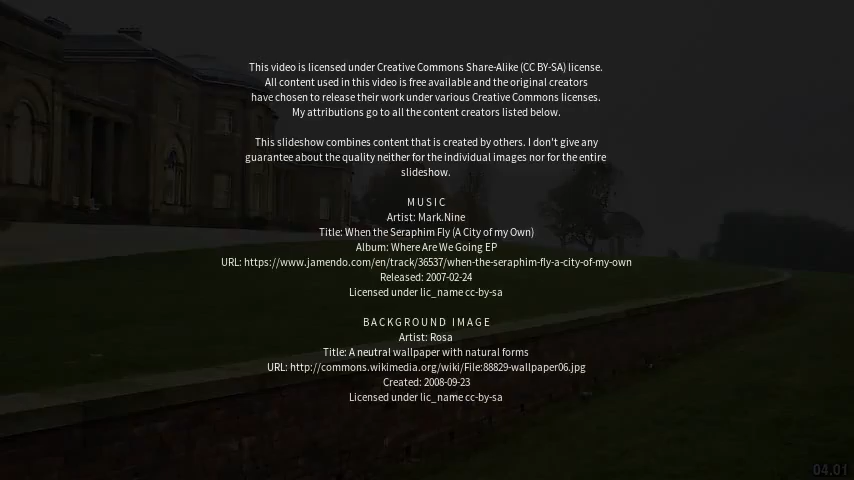 This video is licensed under Creative Commons Share-Alike (CC BY-SA) license.
All content used in this video is free available and the original creators
have chosen to release their work under various Creative Commons licenses.
My attributions go to all the content creators listed below.
This slideshow combines content that is created by others. I don't give any
guarantee about the quality neither for the individual images nor for the entire
slideshow.
MUSIC
Artist: Mark.Nine
Title: When the Seraphim Fly (A City of my Own)
Album: Where Are We Going EP
URL: https://www.jamendo.com/en/track/36537/when-the-seraphim-fly-a-city-of-my-own
Released: 2007-02-24
Licensed under lic_name cc-by-sa
BACKGROUND IMAGE
Artist: Rosa
Title: A neutral wallpaper with natural forms
URL: http://commons.wikimedia.org/wiki/File:88829-wallpaper06.jpg
Created: 2008-09-23
Licensed under lic_name cc-by-sa
04.01